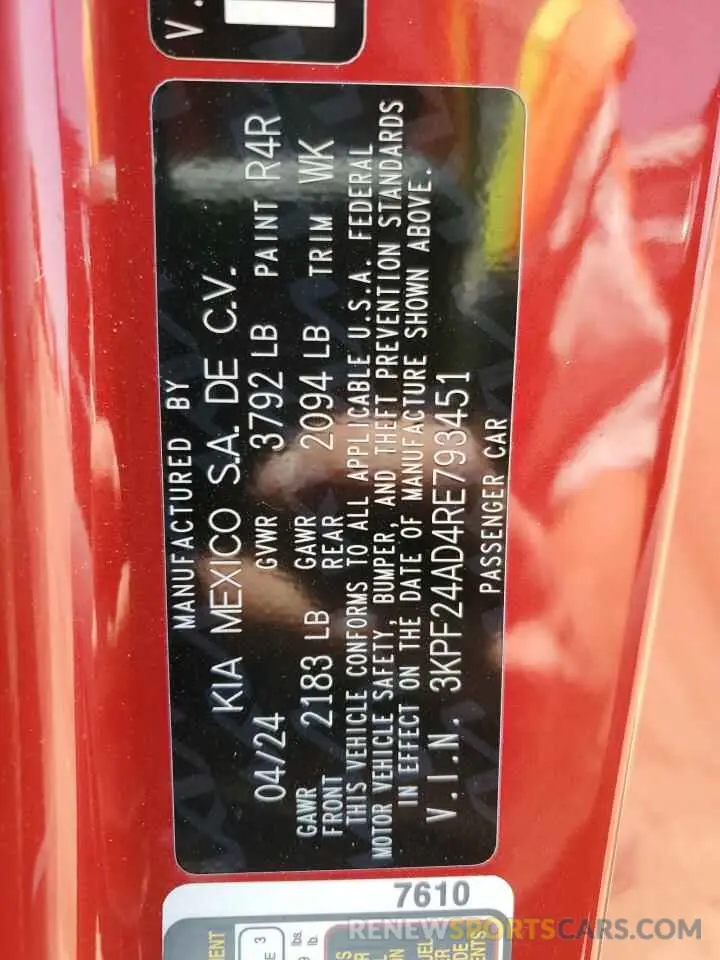 V.
MANUFACTURED BY
KIA MEXICO S.A. DE C.V.
04/24 GVWR 3792 LB PAINT R4R
GAWR FRONT 2183 LB GAWR REAR 2094 LB TRIM WK
THIS VEHICLE CONFORMS TO ALL APPLICABLE U.S.A. FEDERAL
MOTOR VEHICLE SAFETY, BUMPER, AND THEFT PREVENTION STANDARDS
IN EFFECT ON THE DATE OF MANUFACTURE SHOWN ABOVE.
V.I.N. 3KPF24AD4RE793451
PASSENGER CAR
7610
RENEWSPORTSCARS.COM